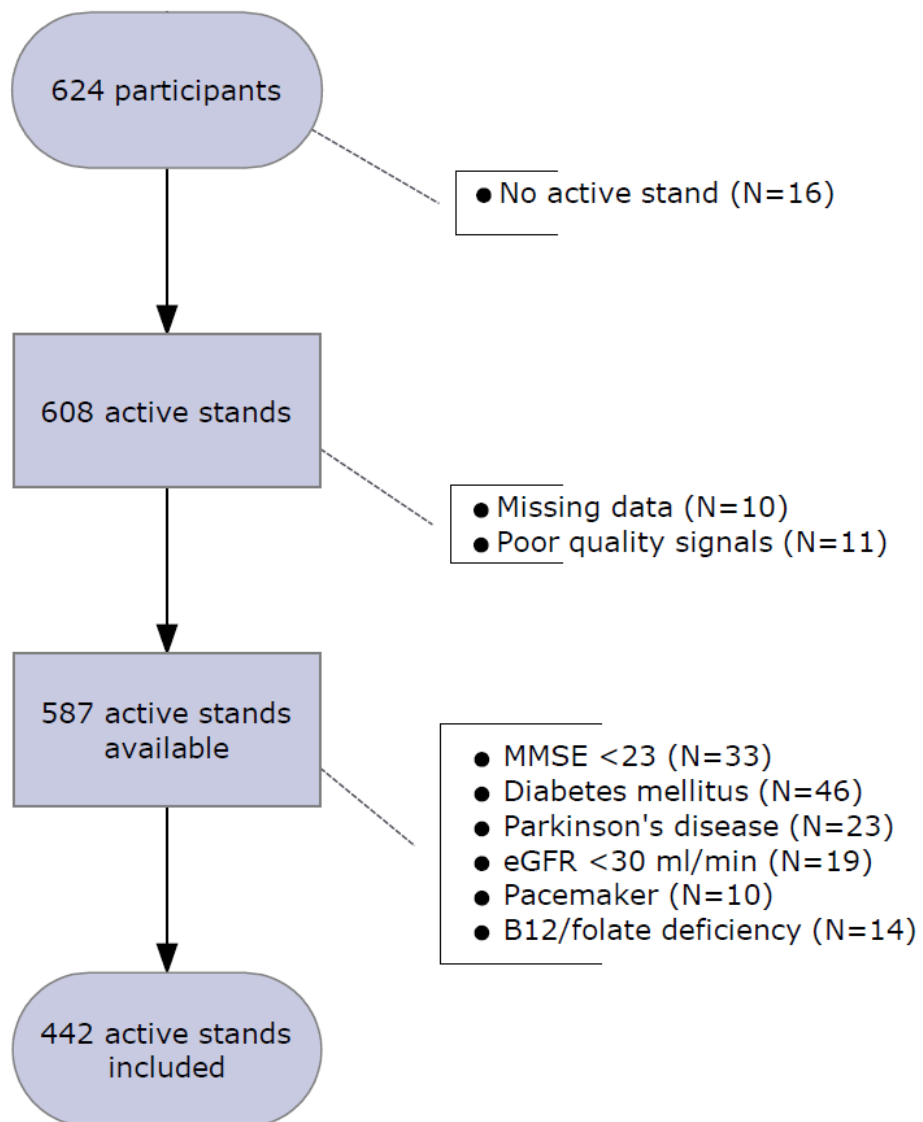 624 participants
● No active stand (N=16)
608 active stands
● Missing data (N=10)
● Poor quality signals (N=11)
587 active stands
available
● MMSE <23 (N=33)
● Diabetes mellitus (N=46)
● Parkinson's disease (N=23)
● eGFR <30 ml/min (N=19)
● Pacemaker (N=10)
● B12/folate deficiency (N=14)
442 active stands
included